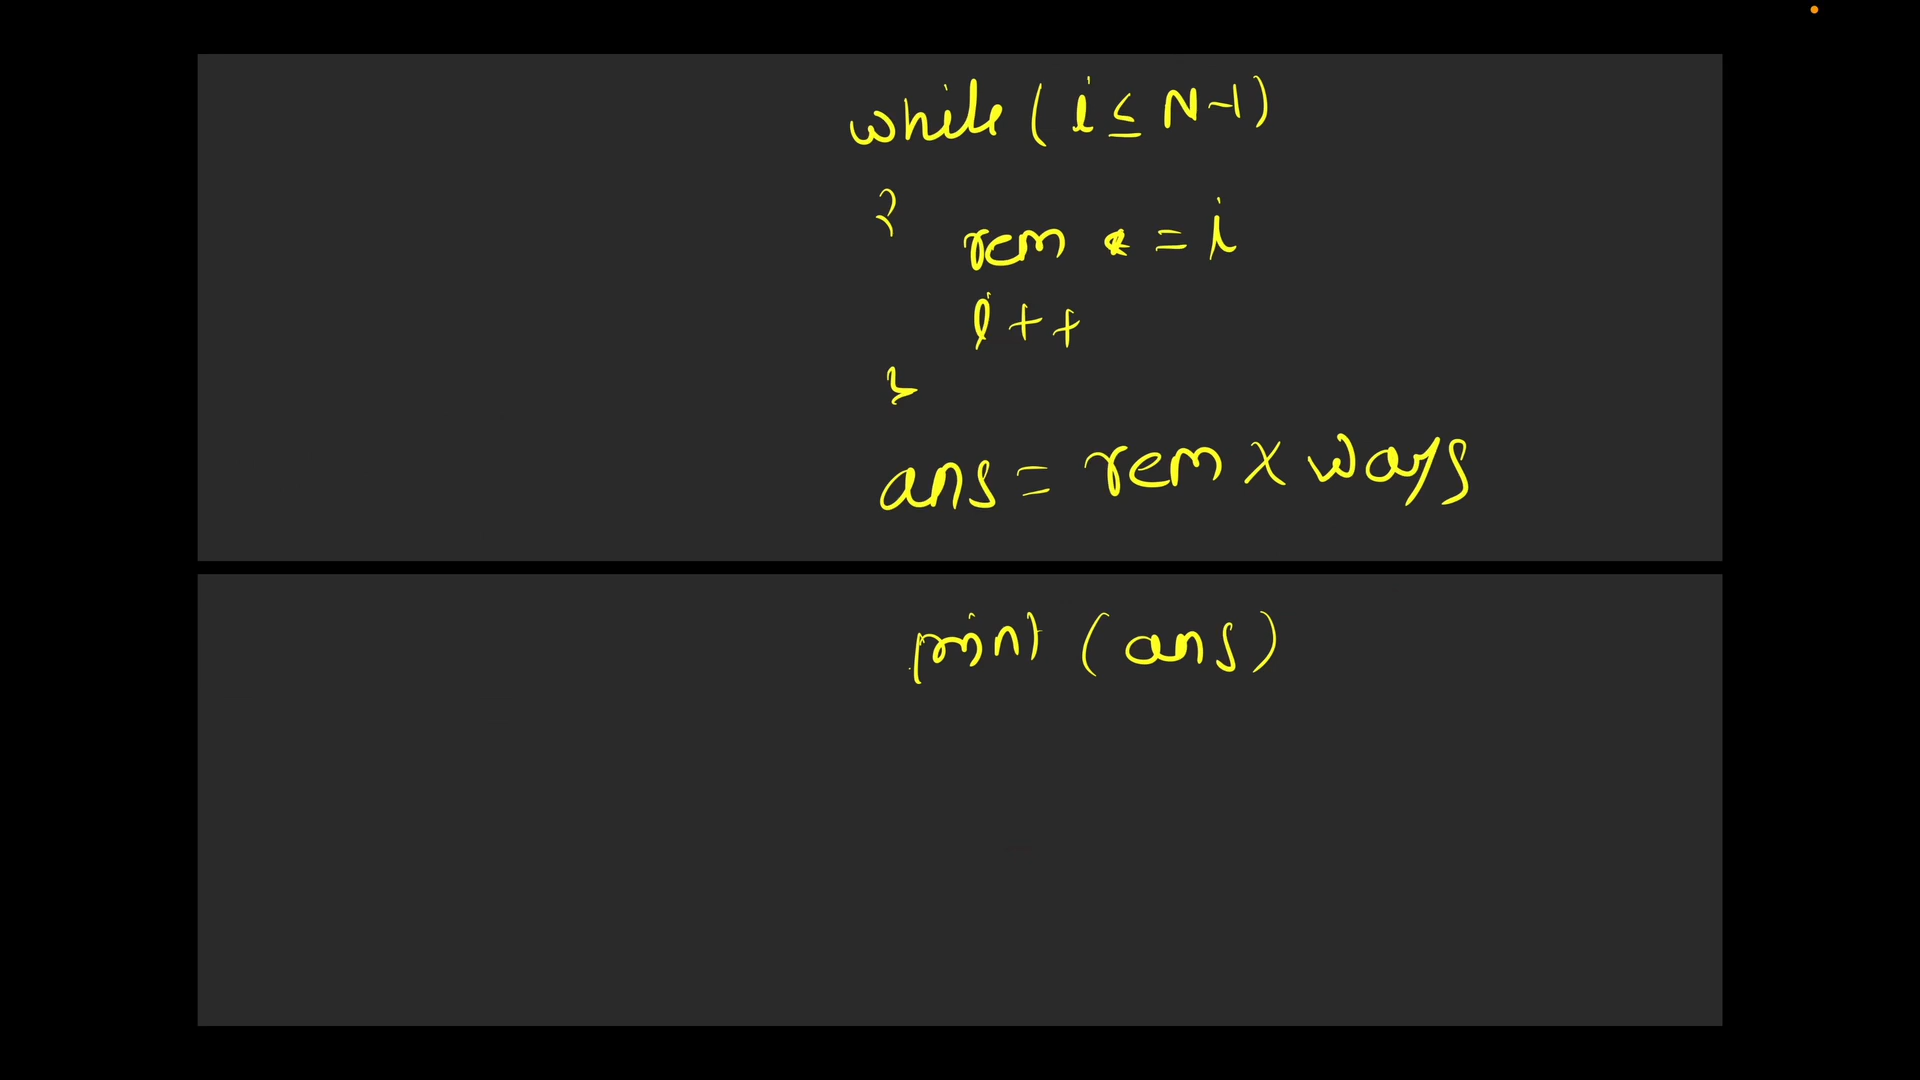 while ( i ≤ N-1 )
{
rem * = i
i++
}
ans = rem x ways
print ( ans )